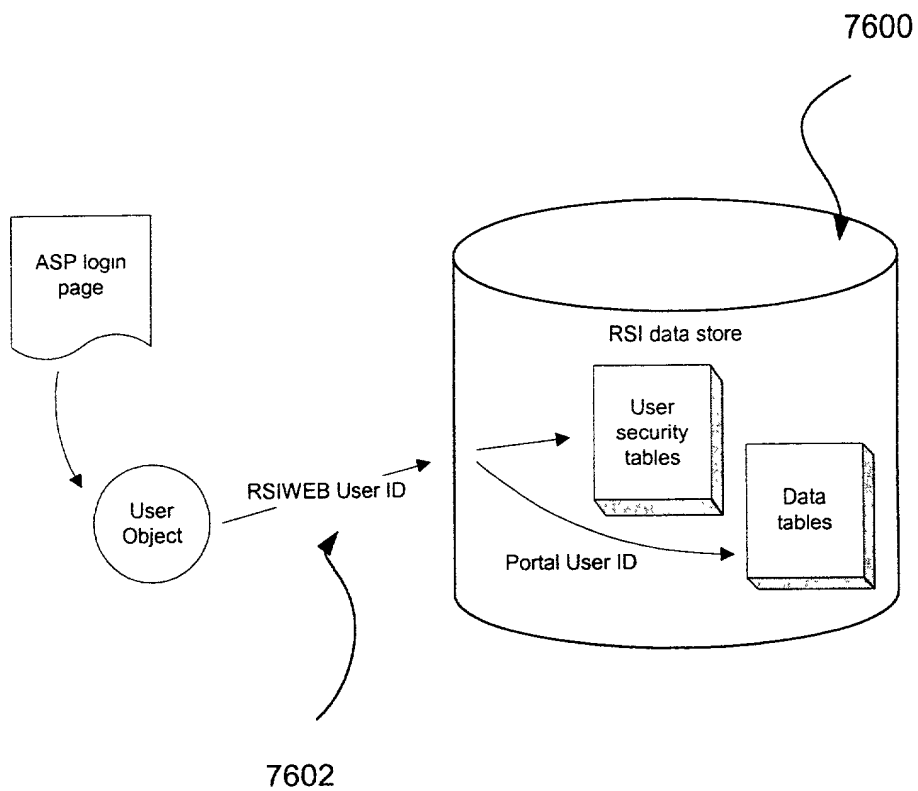 7600
ASP login
page
RSI data store
User
security
tables
Data
tables
RSIWEB User ID
User
Object
Portal User ID
7602